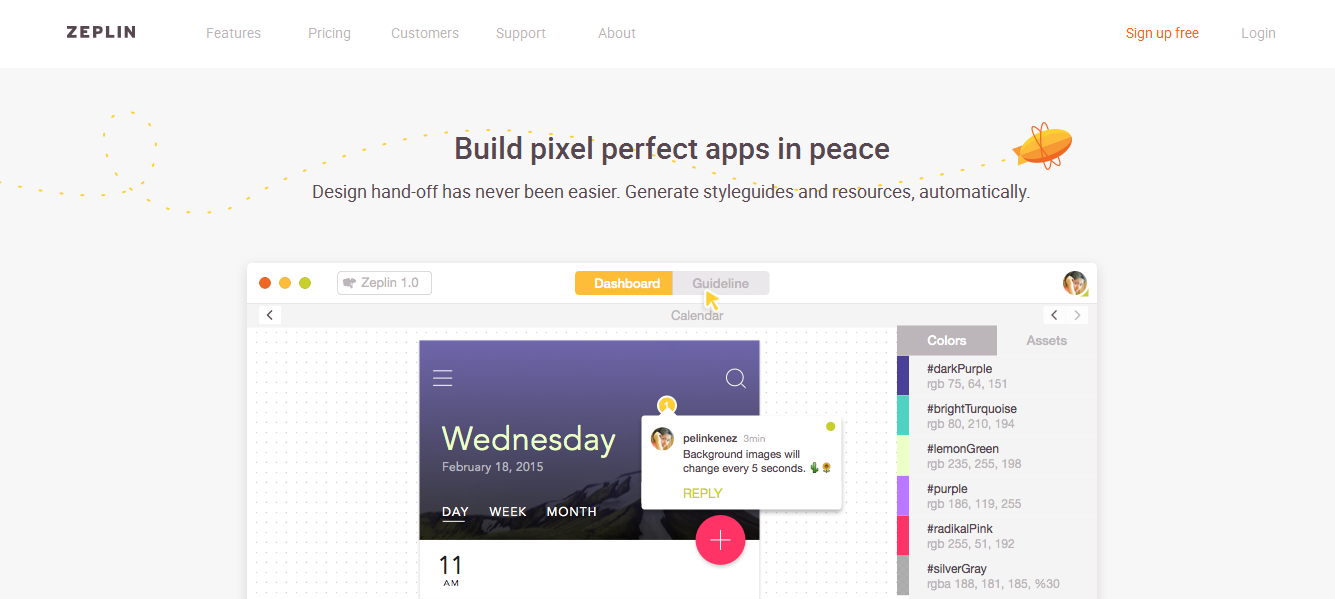 ZEPLIN
Features
Pricing
Customers
Support
About
Sign up free
Login
Build pixel perfect apps in peace
Design hand-off has never been easier. Generate styleguides and resources, automatically.
Zeplin 1.0
Dashboard
Guideline
Calendar
Wednesday
February 18, 2015
DAY
WEEK
MONTH
11
AM
1
pelinkenez 3min
Background images will
change every 5 seconds. 🌵🌻
REPLY
Colors
Assets
#darkPurple
rgb 75, 64, 151
#brightTurquoise
rgb 80, 210, 194
#lemonGreen
rgb 235, 255, 198
#purple
rgb 186, 119, 255
#radikalPink
rgb 255, 51, 192
#silverGray
rgba 188, 181, 185, %30